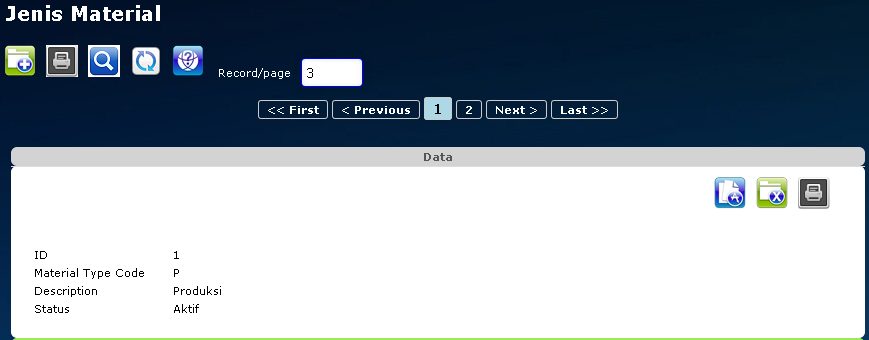 Jenis Material
Record/page 3
<< First < Previous 1 2 Next > Last >>
Data
ID 1
Material Type Code P
Description Produksi
Status Aktif